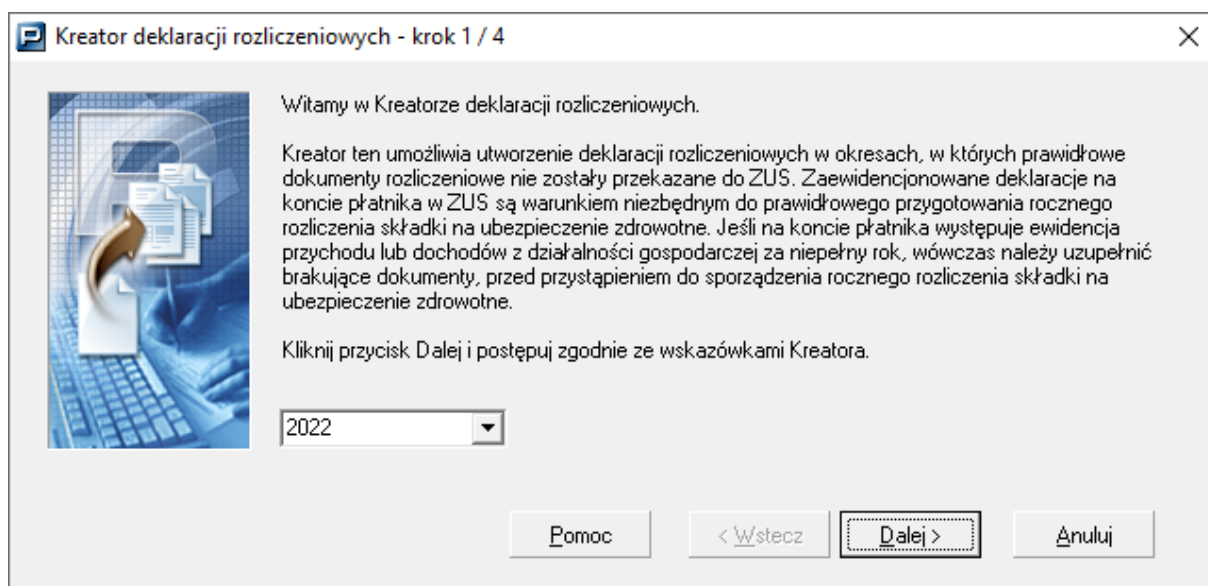 Kreator deklaracji rozliczeniowych - krok 1 / 4
Witamy w Kreatorze deklaracji rozliczeniowych.
Kreator ten umożliwia utworzenie deklaracji rozliczeniowych w okresach, w których prawidłowe
dokumenty rozliczeniowe nie zostały przekazane do ZUS. Zaewidencjonowane deklaracje na
koncie płatnika w ZUS są warunkiem niezbędnym do prawidłowego przygotowania rocznego
rozliczenia składki na ubezpieczenie zdrowotne. Jeśli na koncie płatnika występuje ewidencja
przychodu lub dochodów z działalności gospodarczej za niepełny rok, wówczas należy uzupełnić
brakujące dokumenty, przed przystąpieniem do sporządzenia rocznego rozliczenia składki na
ubezpieczenie zdrowotne.
Kliknij przycisk Dalej i postępuj zgodnie ze wskazówkami Kreatora.
2022
Pomoc < Wstecz Dalej > Anuluj